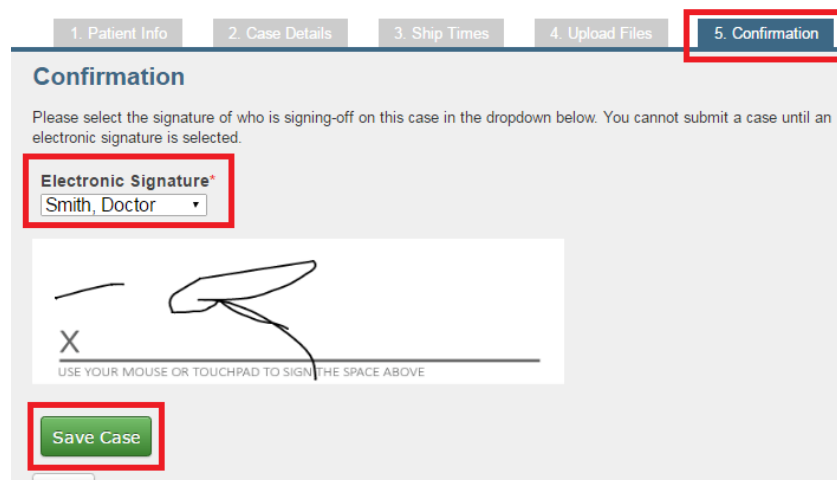 1. Patient Info 2. Case Details 3. Ship Times 4. Upload Files 5. Confirmation
Confirmation
Please select the signature of who is signing-off on this case in the dropdown below. You cannot submit a case until an
electronic signature is selected.
Electronic Signature*
Smith, Doctor
X
USE YOUR MOUSE OR TOUCHPAD TO SIGN THE SPACE ABOVE
Save Case